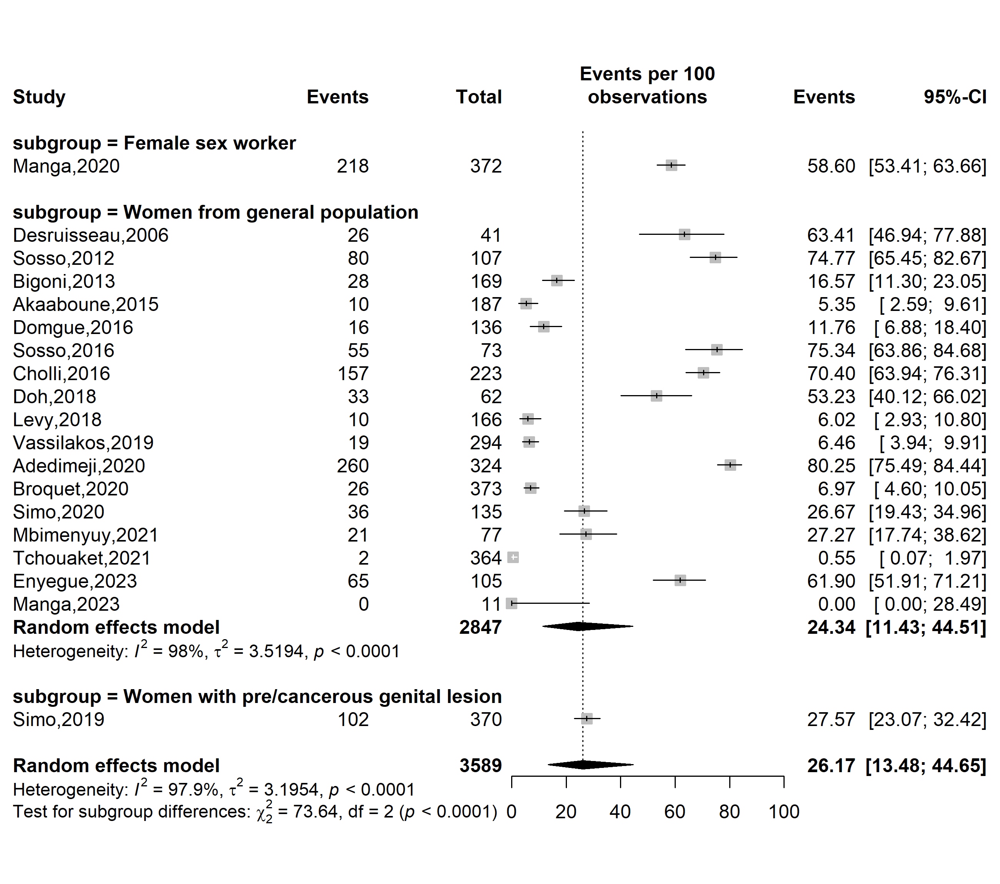 Events per 100
Study Events Total observations Events 95%-CI
subgroup = Female sex worker
Manga,2020 218 372 58.60 [53.41; 63.66]
subgroup = Women from general population
Desruisseau,2006 26 41 63.41 [46.94; 77.88]
Sosso,2012 80 107 74.77 [65.45; 82.67]
Bigoni,2013 28 169 16.57 [11.30; 23.05]
Akaaboune,2015 10 187 5.35 [ 2.59; 9.61]
Domgue,2016 16 136 11.76 [ 6.88; 18.40]
Sosso,2016 55 73 75.34 [63.86; 84.68]
Cholli,2016 157 223 70.40 [63.94; 76.31]
Doh,2018 33 62 53.23 [40.12; 66.02]
Levy,2018 10 166 6.02 [ 2.93; 10.80]
Vassilakos,2019 19 294 6.46 [ 3.94; 9.91]
Adedimeji,2020 260 324 80.25 [75.49; 84.44]
Broquet,2020 26 373 6.97 [ 4.60; 10.05]
Simo,2020 36 135 26.67 [19.43; 34.96]
Mbimenyuy,2021 21 77 27.27 [17.74; 38.62]
Tchouaket,2021 2 364 0.55 [ 0.07; 1.97]
Enyegue,2023 65 105 61.90 [51.91; 71.21]
Manga,2023 0 11 0.00 [ 0.00; 28.49]
Random effects model 2847 24.34 [11.43; 44.51]
Heterogeneity: I² = 98%, τ² = 3.5194, p < 0.0001
subgroup = Women with pre/cancerous genital lesion
Simo,2019 102 370 27.57 [23.07; 32.42]
Random effects model 3589 26.17 [13.48; 44.65]
Heterogeneity: I² = 97.9%, τ² = 3.1954, p < 0.0001
Test for subgroup differences: χ²₂ = 73.64, df = 2 (p < 0.0001) 0 20 40 60 80 100